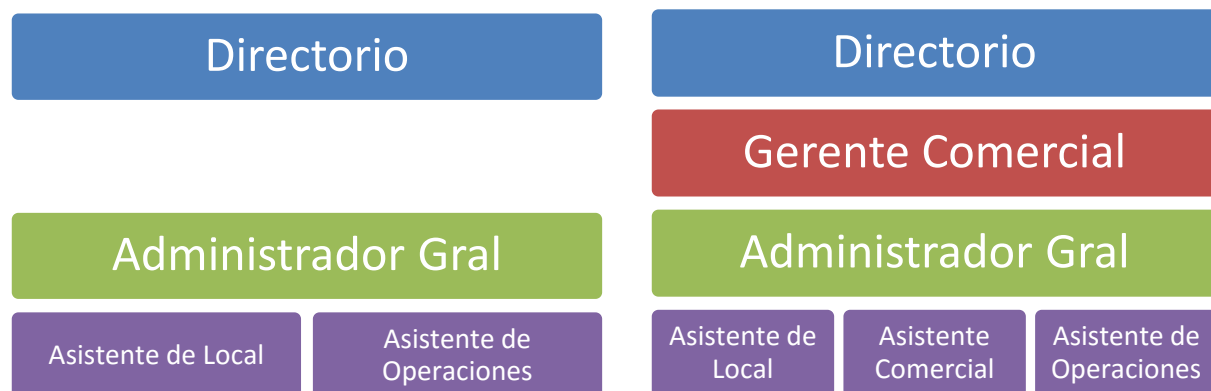 Directorio
Administrador Gral
Asistente de Local
Asistente de
Operaciones
Directorio
Gerente Comercial
Administrador Gral
Asistente de
Local
Asistente
Comercial
Asistente de
Operaciones